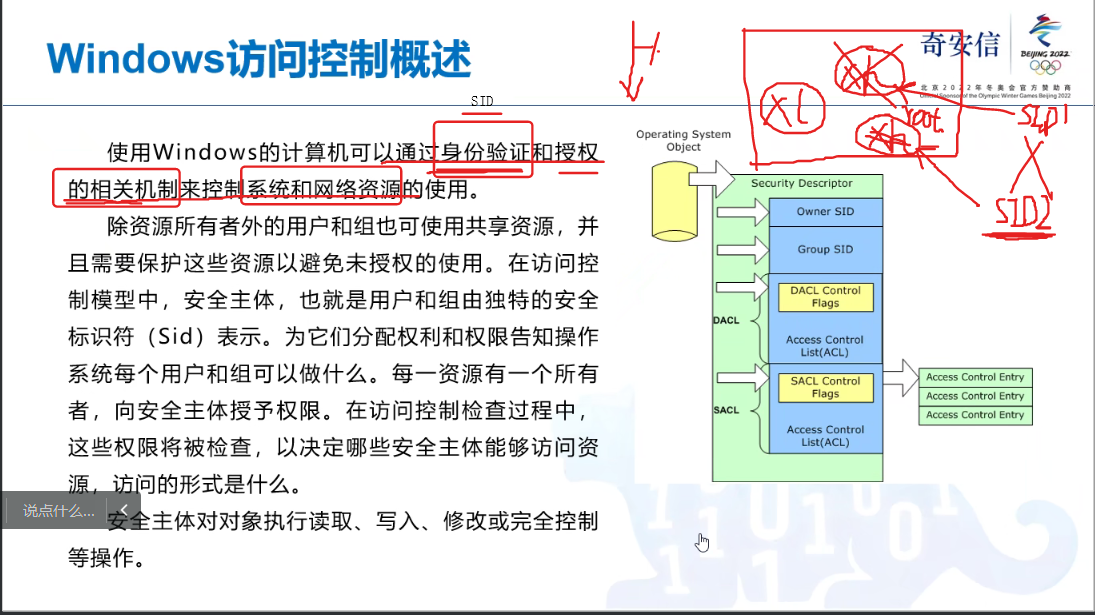 Windows访问控制概述
奇安信
BEIJING 2022
北京2022年冬奥会官方赞助商
Official Sponsor of the Olympic Winter Games Beijing 2022
SID
使用Windows的计算机可以通过身份验证和授权
的相关机制来控制系统和网络资源的使用。
除资源所有者外的用户和组也可使用共享资源，并
且需要保护这些资源以避免未授权的使用。在访问控
制模型中，安全主体，也就是用户和组由独特的安全
标识符（Sid）表示。为它们分配权利和权限告知操作
系统每个用户和组可以做什么。每一资源有一个所有
者，向安全主体授予权限。在访问控制检查过程中，
这些权限将被检查，以决定哪些安全主体能够访问资
源，访问的形式是什么。
安全主体对对象执行读取、写入、修改或完全控制
等操作。
说点什么...
Operating System
Object
Security Descriptor
Owner SID
Group SID
DACL Control
Flags
DACL
Access Control
List(ACL)
SACL Control
Flags
SACL
Access Control
List(ACL)
Access Control Entry
Access Control Entry
Access Control Entry
root
SID1
SID2